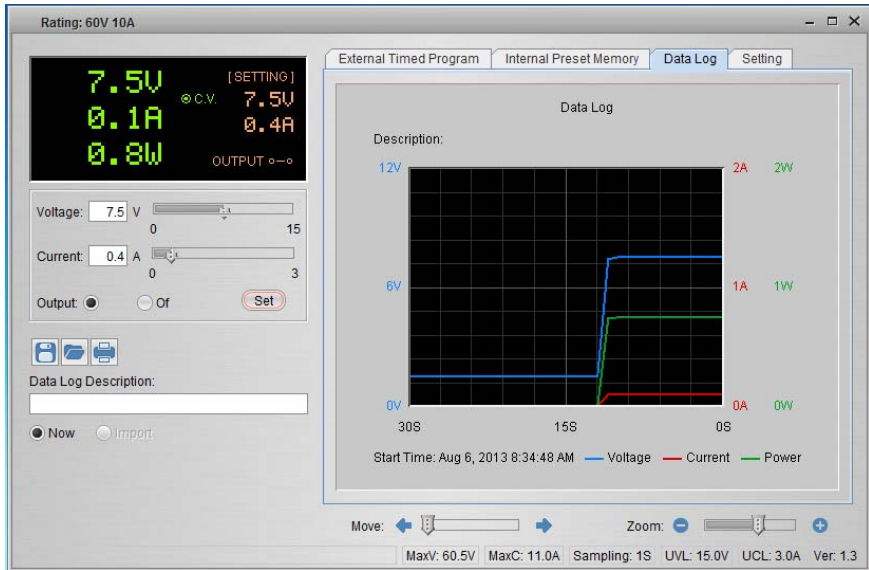 Rating: 60V 10A
7.5V
[SETTING]
C.V.
7.5V
0.1A
0.4A
0.8W
OUTPUT
Voltage: 7.5 V
0 15
Current: 0.4 A
0 3
Output: Of Set
Data Log Description:
Now Import
External Timed Program Internal Preset Memory Data Log Setting
Data Log
Description:
12V 2A 2W
6V 1A 1W
0V 0A 0W
30S 15S 0S
Start Time: Aug 6, 2013 8:34:48 AM Voltage Current Power
Move: Zoom:
MaxV: 60.5V MaxC: 11.0A Sampling: 1S UVL: 15.0V UCL: 3.0A Ver: 1.3